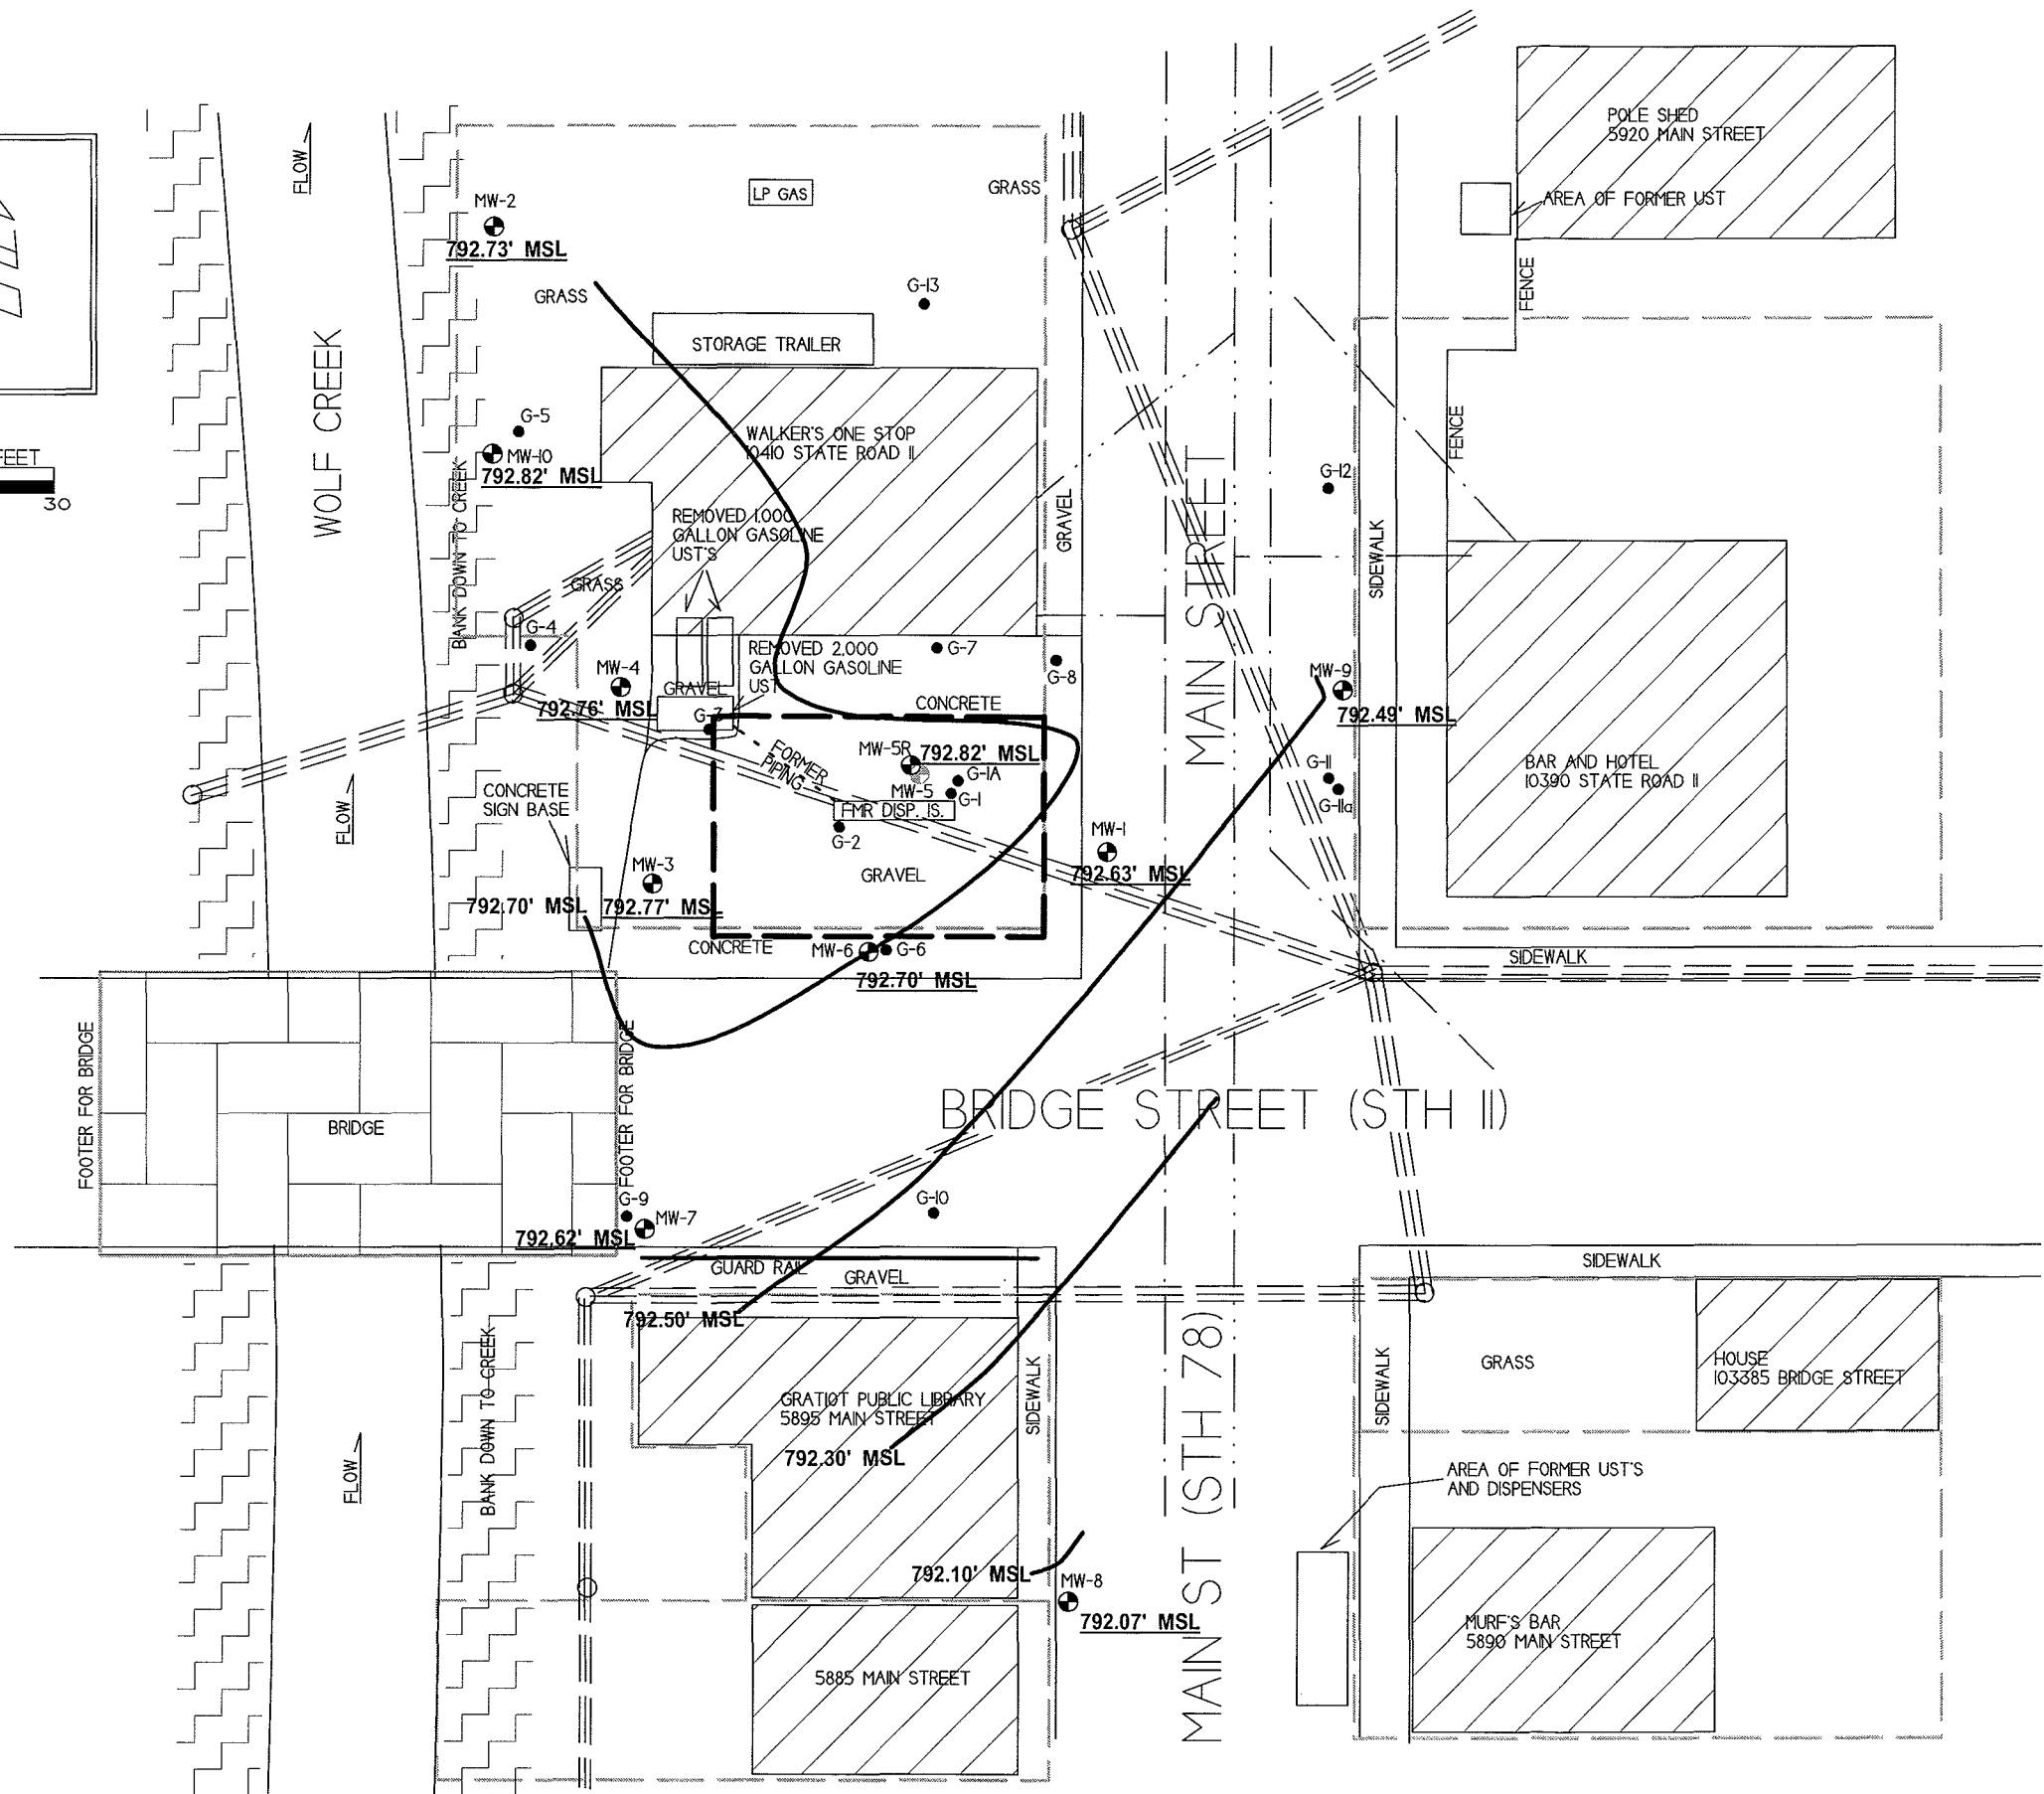 POLE SHED
5920 MAIN STREET
FLOW
LP GAS
GRASS
AREA OF FORMER UST
MW-2
792.73' MSL
FENCE
G-13
GRASS
STORAGE TRAILER
WOLF CREEK
G-5
MW-10
792.82' MSL
WALKER'S ONE STOP
10410 STATE ROAD 11
FENCE
FEET
30
G-12
BANK DOWN TO CREEK
REMOVED 1,000
GALLON GASOLINE
UST'S
GRAVEL
MAIN STREET
SIDEWALK
GRASS
G-4
MW-4
792.76' MSL
REMOVED 2,000
GALLON GASOLINE
UST
GRAVEL
G-7
G-8
CONCRETE
MW-9
792.49' MSL
G-3
FORMER
PIPING
MW-5R
792.82' MSL
G-1A
MW-5
G-1
FMR DISP. IS.
G-2
G-11
G-11a
BAR AND HOTEL
10390 STATE ROAD 11
CONCRETE
SIGN BASE
FLOW
MW-1
792.63' MSL
MW-3
792.70' MSL
792.77' MSL
GRAVEL
CONCRETE
MW-6
G-6
792.70' MSL
SIDEWALK
FOOTER FOR BRIDGE
BRIDGE
FOOTER FOR BRIDGE
BRIDGE STREET (STH 11)
G-9
MW-7
792.62' MSL
G-10
GUARD RAIL
GRAVEL
SIDEWALK
792.50' MSL
FLOW
BANK DOWN TO CREEK
GRATIOT PUBLIC LIBRARY
5895 MAIN STREET
792.30' MSL
SIDEWALK
MAIN ST (STH 78)
SIDEWALK
GRASS
HOUSE
103385 BRIDGE STREET
AREA OF FORMER UST'S
AND DISPENSERS
792.10' MSL
MW-8
792.07' MSL
MURF'S BAR
5890 MAIN STREET
5885 MAIN STREET